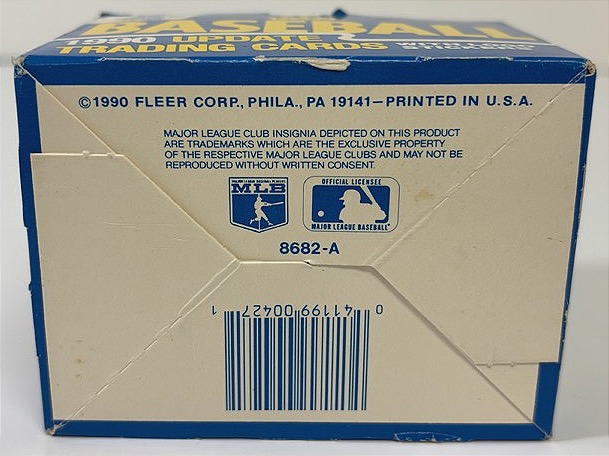 BASEBALL
1990 UPDATE
TRADING CARDS
©1990 FLEER CORP., PHILA., PA 19141—PRINTED IN U.S.A.
MAJOR LEAGUE CLUB INSIGNIA DEPICTED ON THIS PRODUCT
ARE TRADEMARKS WHICH ARE THE EXCLUSIVE PROPERTY
OF THE RESPECTIVE MAJOR LEAGUE CLUBS AND MAY NOT BE
REPRODUCED WITHOUT WRITTEN CONSENT.
MLB
OFFICIAL LICENSEE
MAJOR LEAGUE BASEBALL
8682-A
0 41199 00427 1